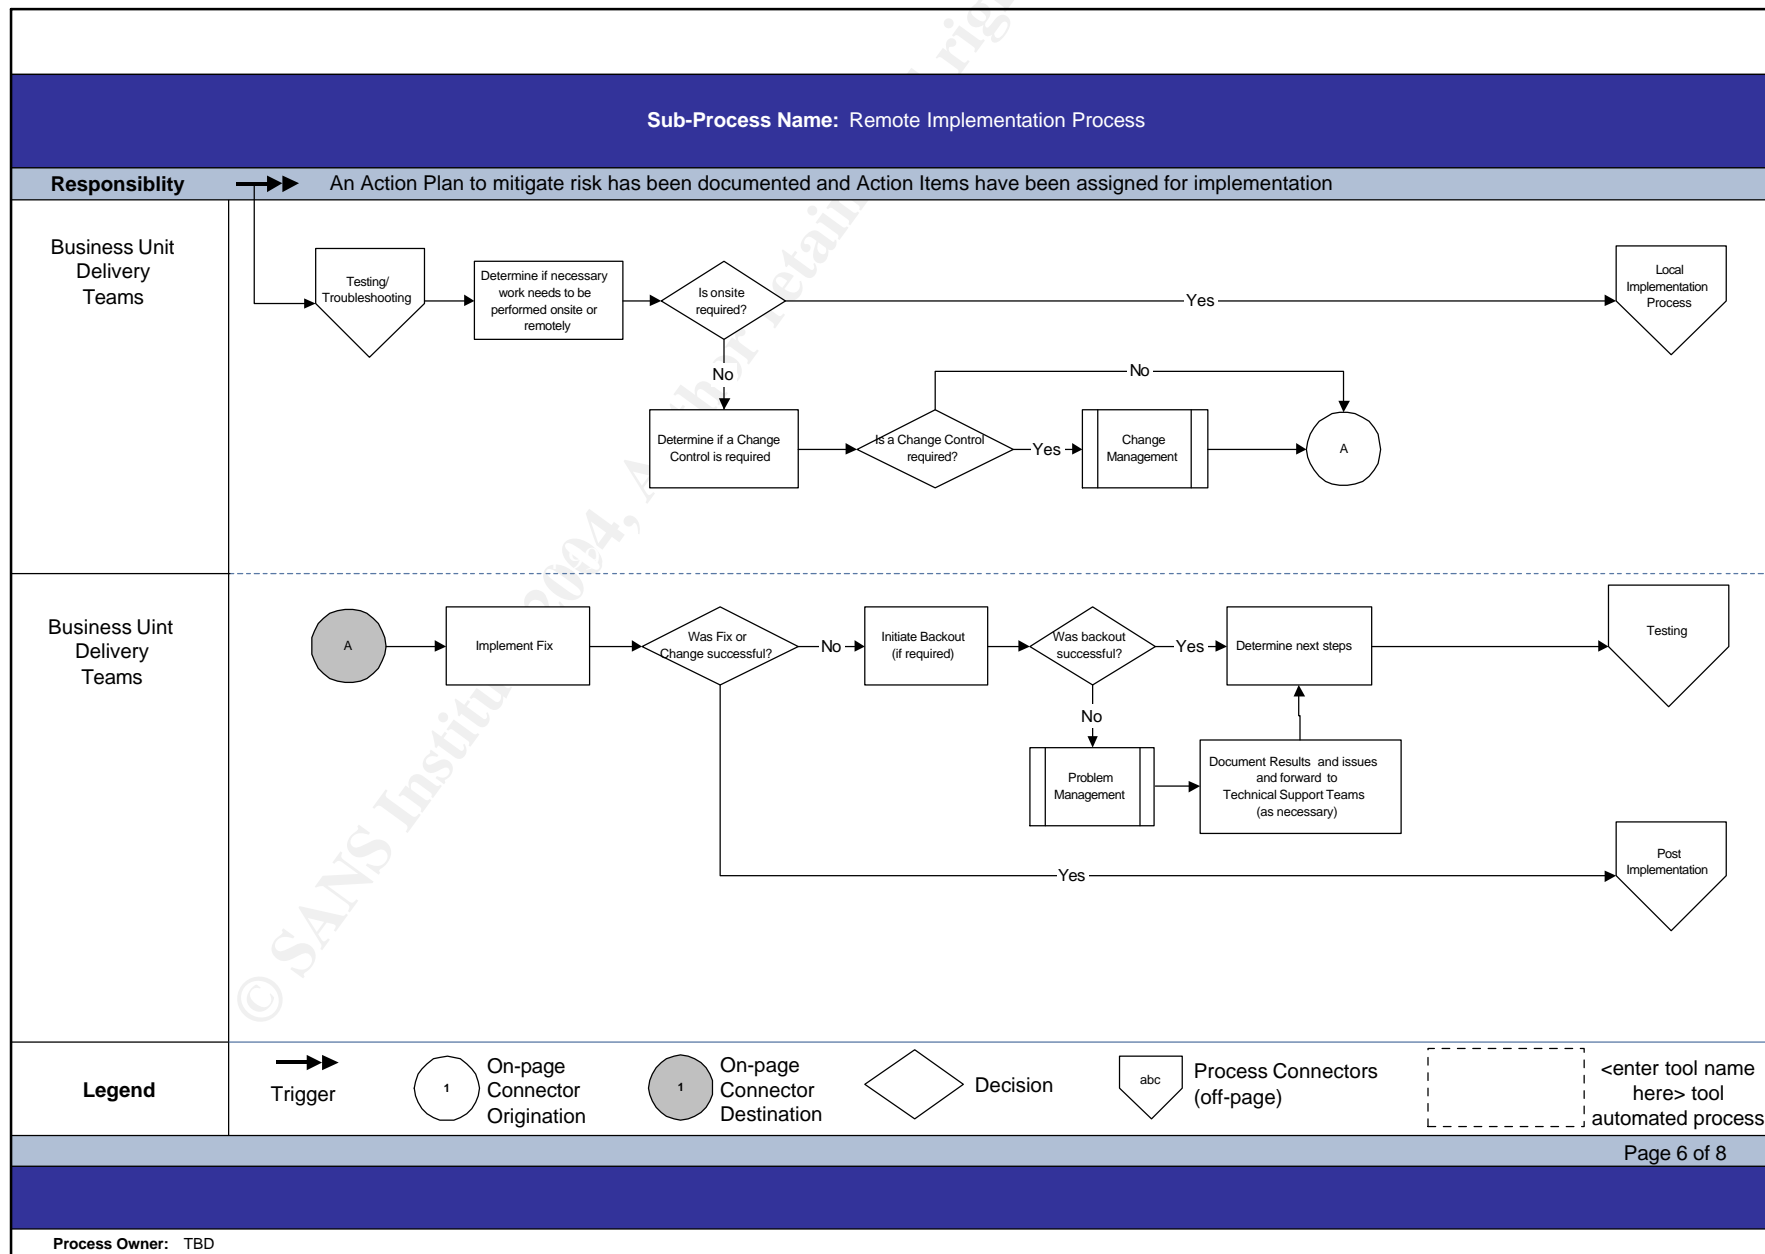 Sub-Process Name: Remote Implementation Process
Responsiblity
An Action Plan to mitigate risk has been documented and Action Items have been assigned for implementation
Business Unit
Delivery
Teams
Testing/
Troubleshooting
Determine if necessary
work needs to be
performed onsite or
remotely
Is onsite
required?
Yes
Local
Implementation
Process
No
Determine if a Change
Control is required
Is a Change Control
required?
No
Yes
Change
Management
A
Business Uint
Delivery
Teams
A
Implement Fix
Was Fix or
Change successful?
No
Initiate Backout
(if required)
Was backout
successful?
Yes
Determine next steps
Testing
No
Problem
Management
Document Results and issues
and forward to
Technical Support Teams
(as necessary)
Yes
Post
Implementation
Legend
Trigger
1
On-page
Connector
Origination
1
On-page
Connector
Destination
Decision
abc
Process Connectors
(off-page)
<enter tool name
here> tool
automated process
Page 6 of 8
Process Owner: TBD
© SANS Institute 2004, Author retains